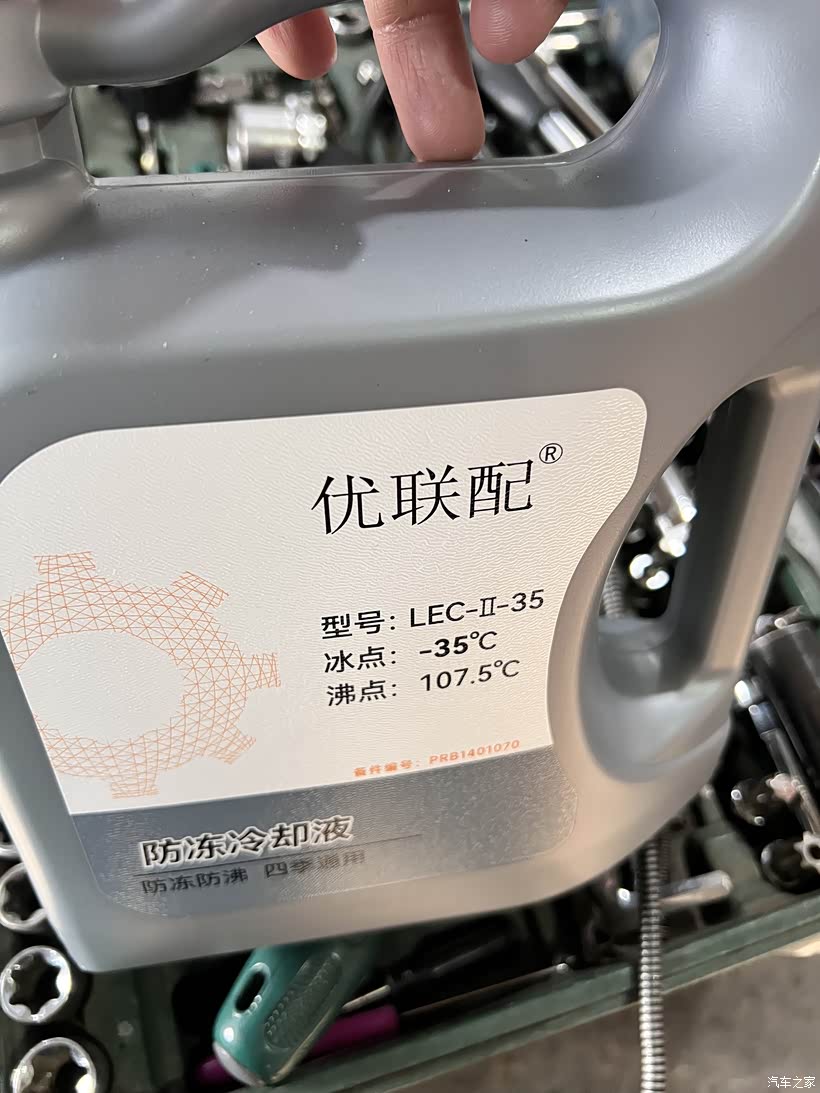 优联配®
型号: LEC-Ⅱ-35
冰点: -35℃
沸点: 107.5℃
备件编号: PRB1401070
防冻冷却液
防冻防沸 四季通用
汽车之家